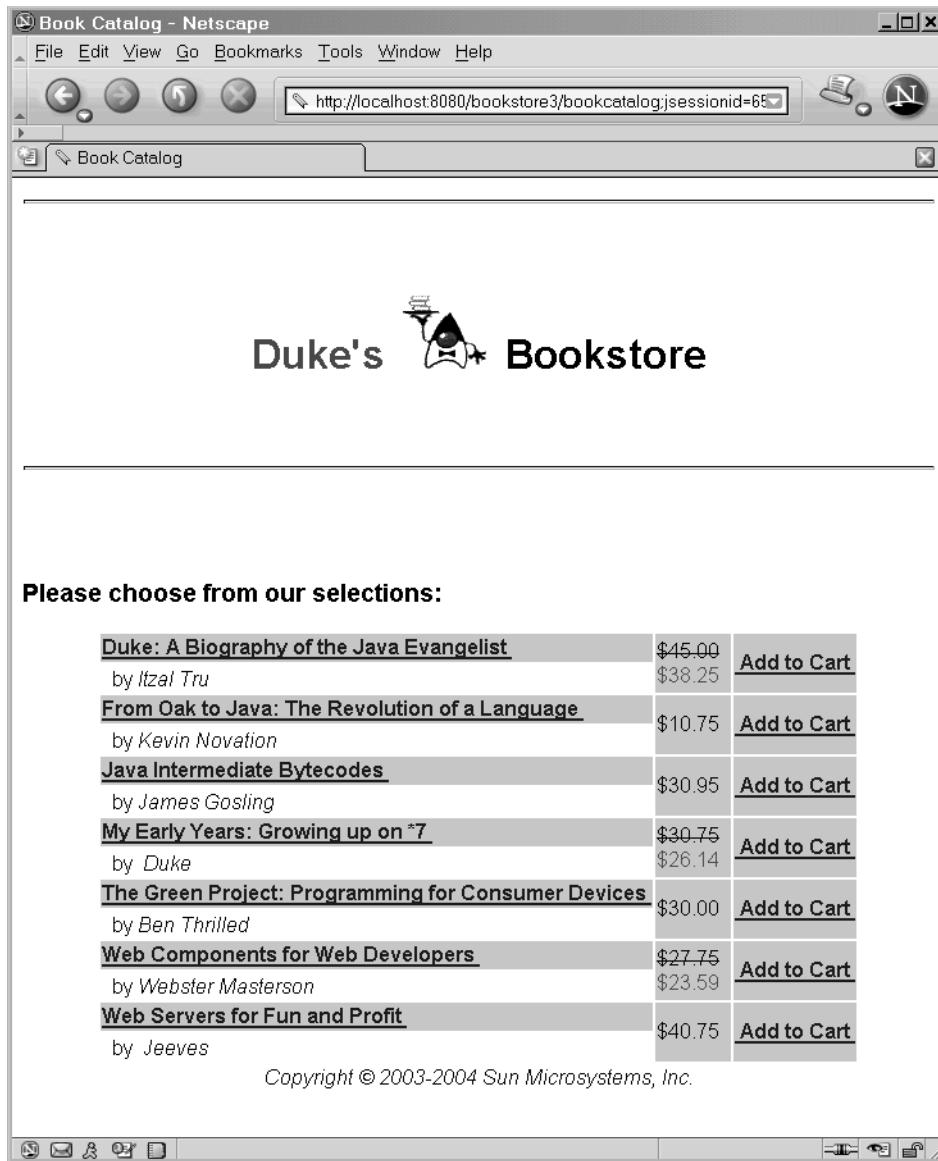 Book Catalog - Netscape
File Edit View Go Bookmarks Tools Window Help
http://localhost:8080/bookstore3/bookcatalog;jsessionid=65
N
Book Catalog
Duke's Bookstore
Please choose from our selections:
Duke: A Biography of the Java Evangelist $45.00 Add to Cart
by Itzal Tru $38.25
From Oak to Java: The Revolution of a Language $10.75 Add to Cart
by Kevin Novation
Java Intermediate Bytecodes $30.95 Add to Cart
by James Gosling
My Early Years: Growing up on *7 $30.75 Add to Cart
by Duke $26.14
The Green Project: Programming for Consumer Devices $30.00 Add to Cart
by Ben Thrilled
Web Components for Web Developers $27.75 Add to Cart
by Webster Masterson $23.59
Web Servers for Fun and Profit $40.75 Add to Cart
by Jeeves
Copyright © 2003-2004 Sun Microsystems, Inc.